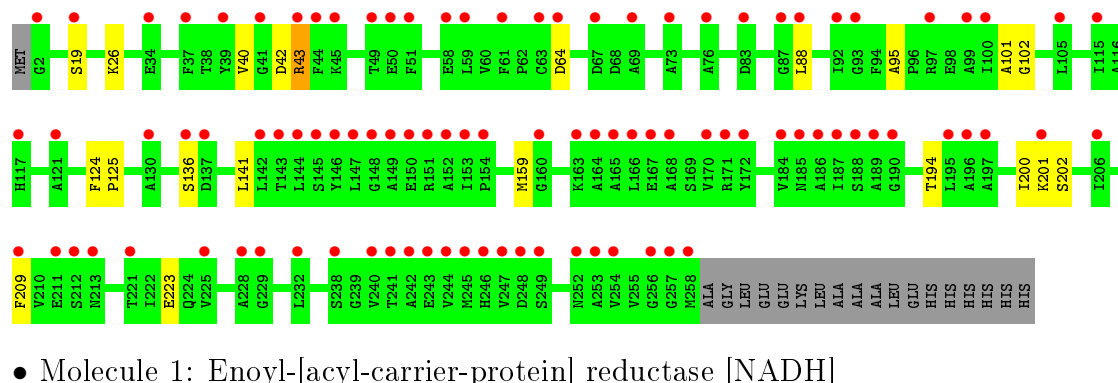 MET G2 S19 K26 E34 F37 T38 Y39 V40 G41 D42 R43 F44 K45 T49 E50 F51 E58 L59 V60 F61 P62 C63 D64 D67 D68 A69 A73 A76 D83 G87 L88 I92 G93 F94 A95 P96 R97 E98 A99 I100 A101 G102 L105 I115 A116
H117 A121 F124 P125 A130 S136 D137 L141 L142 T143 L144 S145 Y146 L147 G148 A149 E150 R151 A152 I153 P154 M159 G160 K163 A164 A165 L166 E167 A168 S169 V170 R171 Y172 V184 N185 A186 I187 S188 A189 G190 T194 L195 A196 A197 I200 K201 S202 I206
F209 V210 E211 S212 N213 T221 I222 E223 Q224 V225 A228 G229 L232 S238 G239 V240 T241 A242 E243 V244 M245 H246 V247 D248 S249 N252 A253 V254 V255 G256 G257 M258 ALA GLY LEU GLU GLU LYS LEU ALA ALA ALA LEU GLU HIS HIS HIS HIS HIS HIS
• Molecule 1: Enoyl-[acyl-carrier-protein] reductase [NADH]